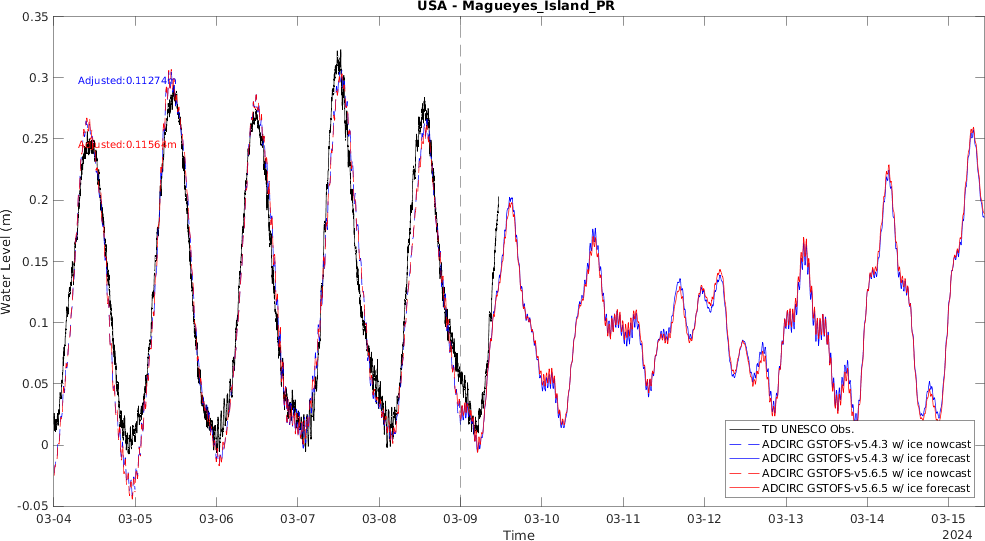 USA - Magueyes_Island_PR
0.35
0.3
0.25
0.2
0.15
0.1
0.05
0
-0.05
Water Level (m)
Adjusted:0.11274m
Adjusted:0.11564m
TD UNESCO Obs.
ADCIRC GSTOFS-v5.4.3 w/ ice nowcast
ADCIRC GSTOFS-v5.4.3 w/ ice forecast
ADCIRC GSTOFS-v5.6.5 w/ ice nowcast
ADCIRC GSTOFS-v5.6.5 w/ ice forecast
03-04 03-05 03-06 03-07 03-08 03-09 03-10 03-11 03-12 03-13 03-14 03-15
Time
2024